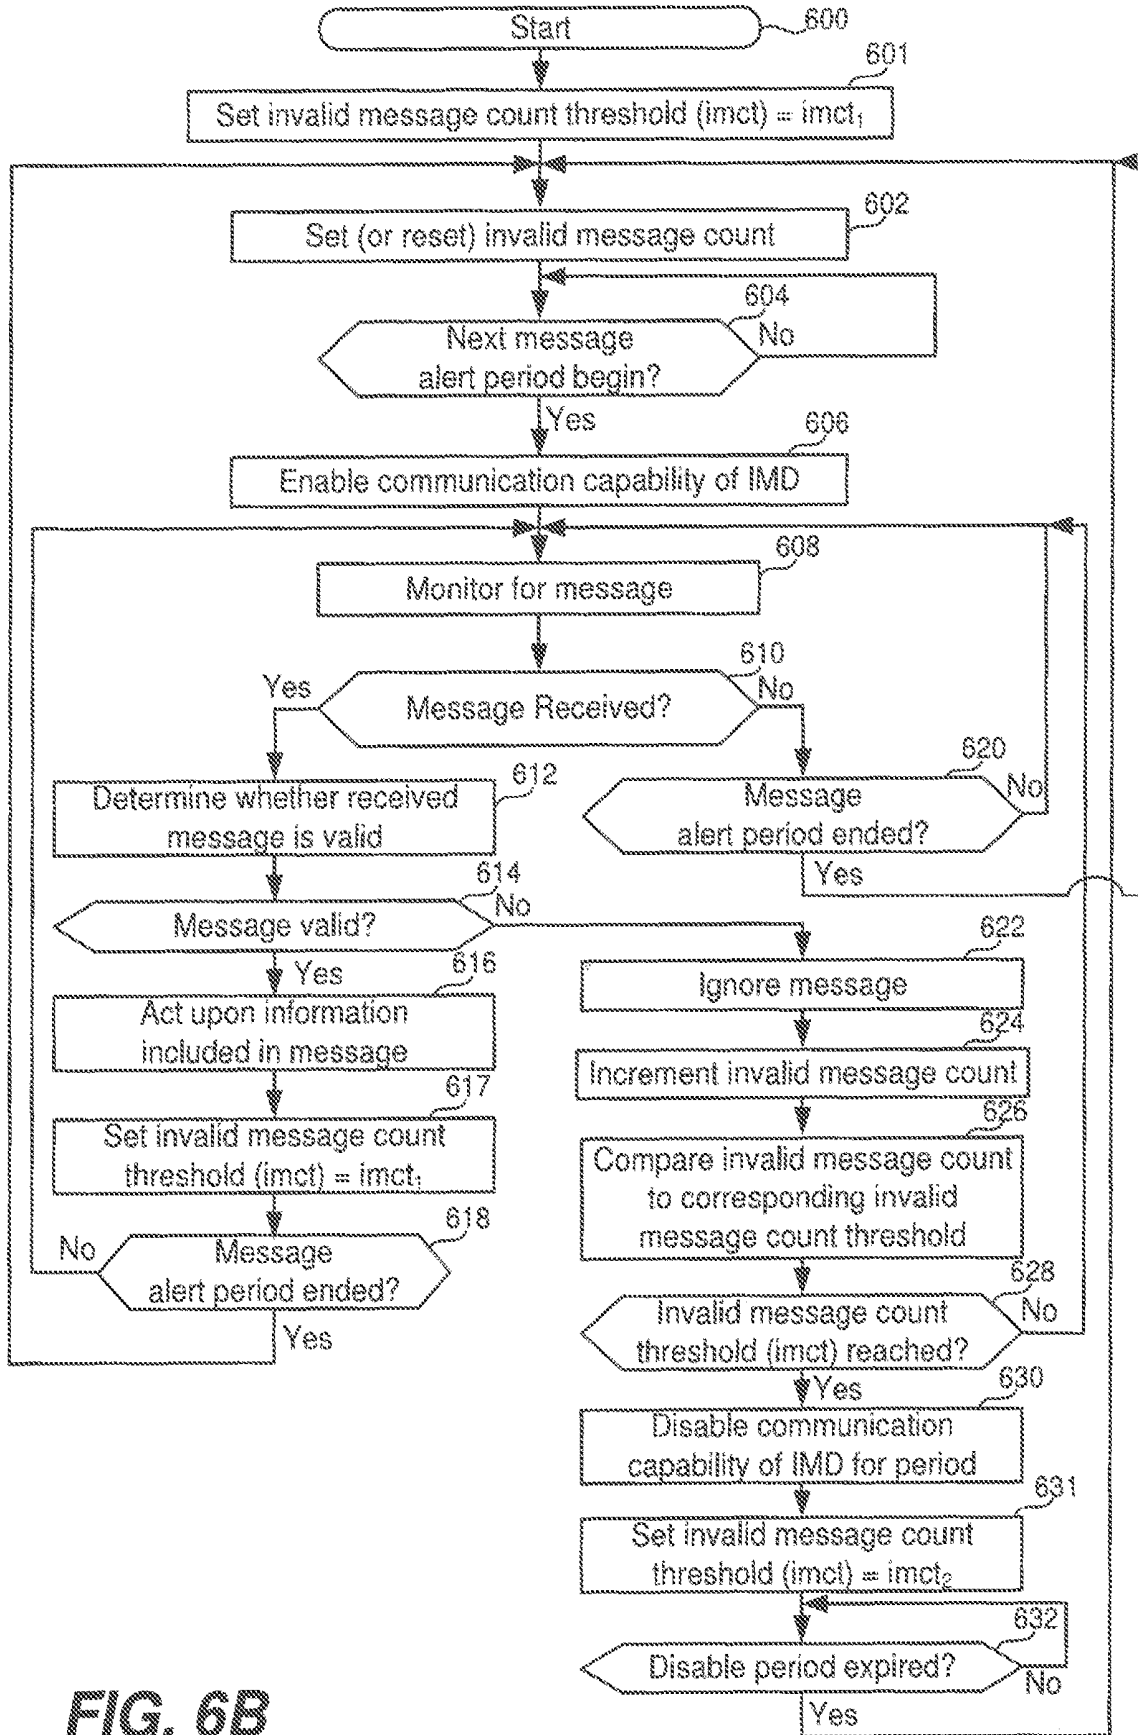 Start
600
601
Set invalid message count threshold (imct) = imct₁
602
Set (or reset) invalid message count
604
Next message
alert period begin?
No
Yes
606
Enable communication capability of IMD
608
Monitor for message
610
Yes
Message Received?
No
612
Determine whether received
message is valid
620
Message
alert period ended?
No
Yes
614
Message valid?
No
Yes
616
Act upon information
included in message
617
Set invalid message count
threshold (imct) = imct₁
618
No
Message
alert period ended?
Yes
622
Ignore message
624
Increment invalid message count
626
Compare invalid message count
to corresponding invalid
message count threshold
628
Invalid message count
threshold (imct) reached?
No
Yes
630
Disable communication
capability of IMD for period
631
Set invalid message count
threshold (imct) = imct₂
632
Disable period expired?
No
Yes
FIG. 6B